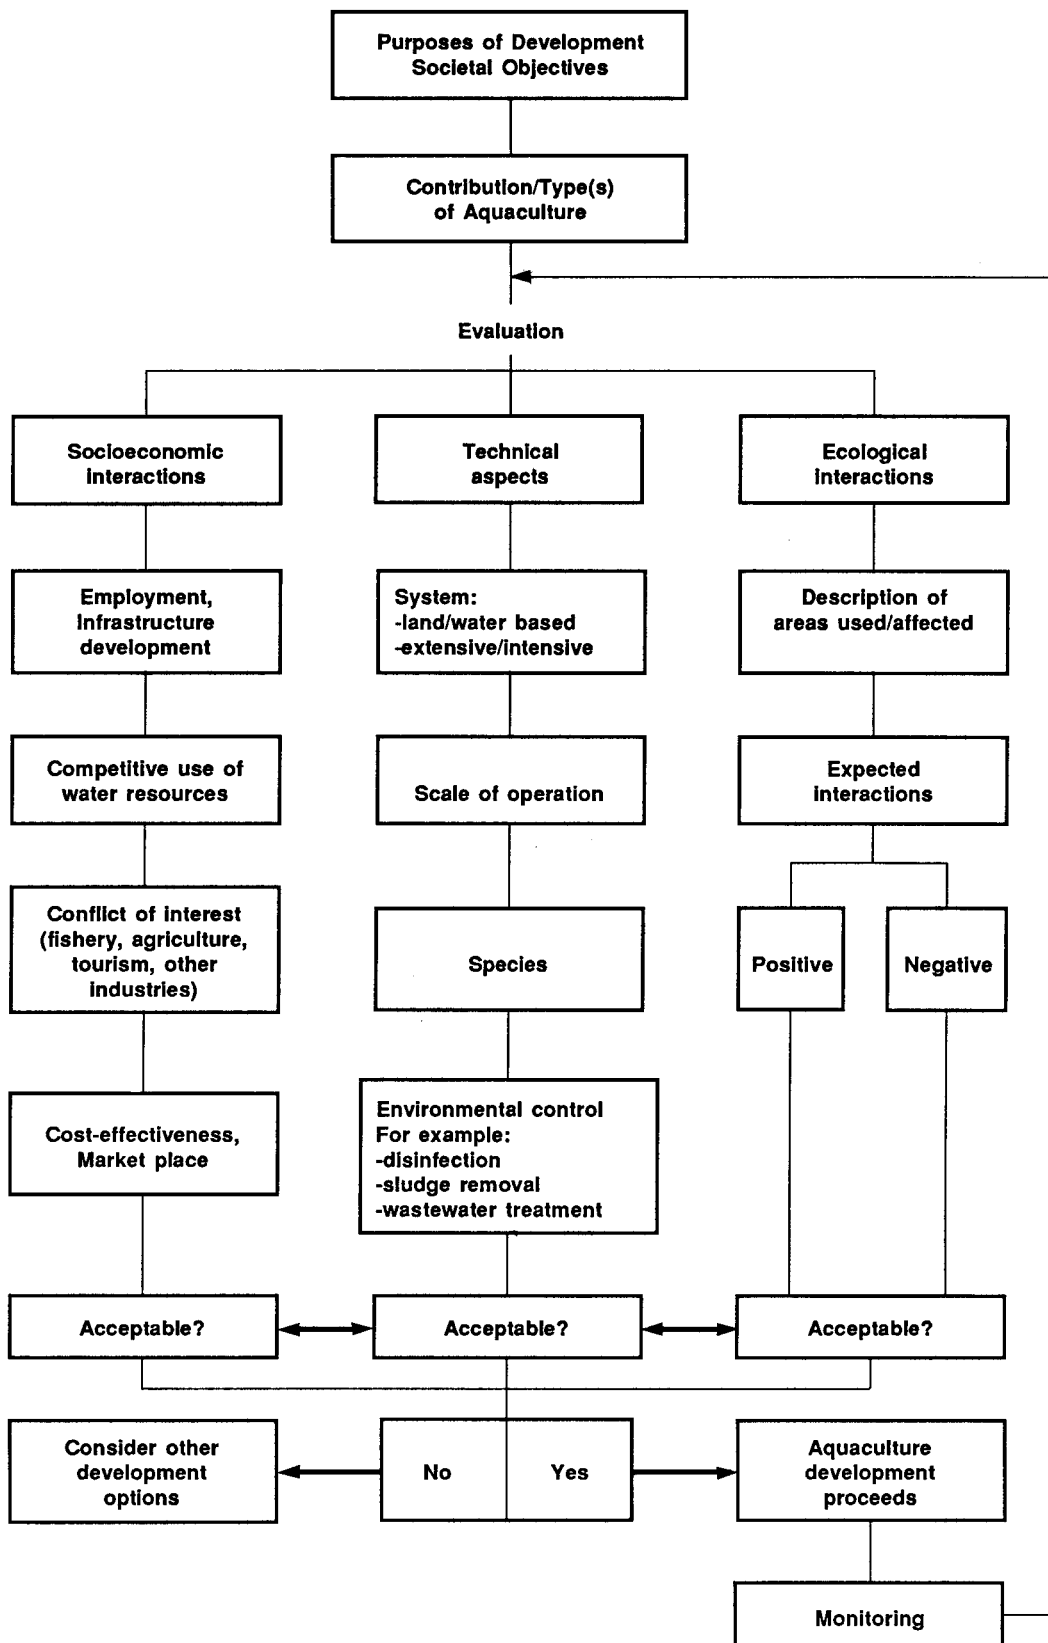 Purposes of Development
Societal Objectives
Contribution/Type(s)
of Aquaculture
Evaluation
Socioeconomic
interactions
Technical
aspects
Ecological
interactions
Employment,
Infrastructure
development
System:
-land/water based
-extensive/intensive
Description of
areas used/affected
Competitive use of
water resources
Scale of operation
Expected
interactions
Conflict of interest
(fishery, agriculture,
tourism, other
industries)
Species
Positive
Negative
Cost-effectiveness,
Market place
Environmental control
For example:
-disinfection
-sludge removal
-wastewater treatment
Acceptable?
Acceptable?
Acceptable?
Consider other
development
options
No
Yes
Aquaculture
development
proceeds
Monitoring